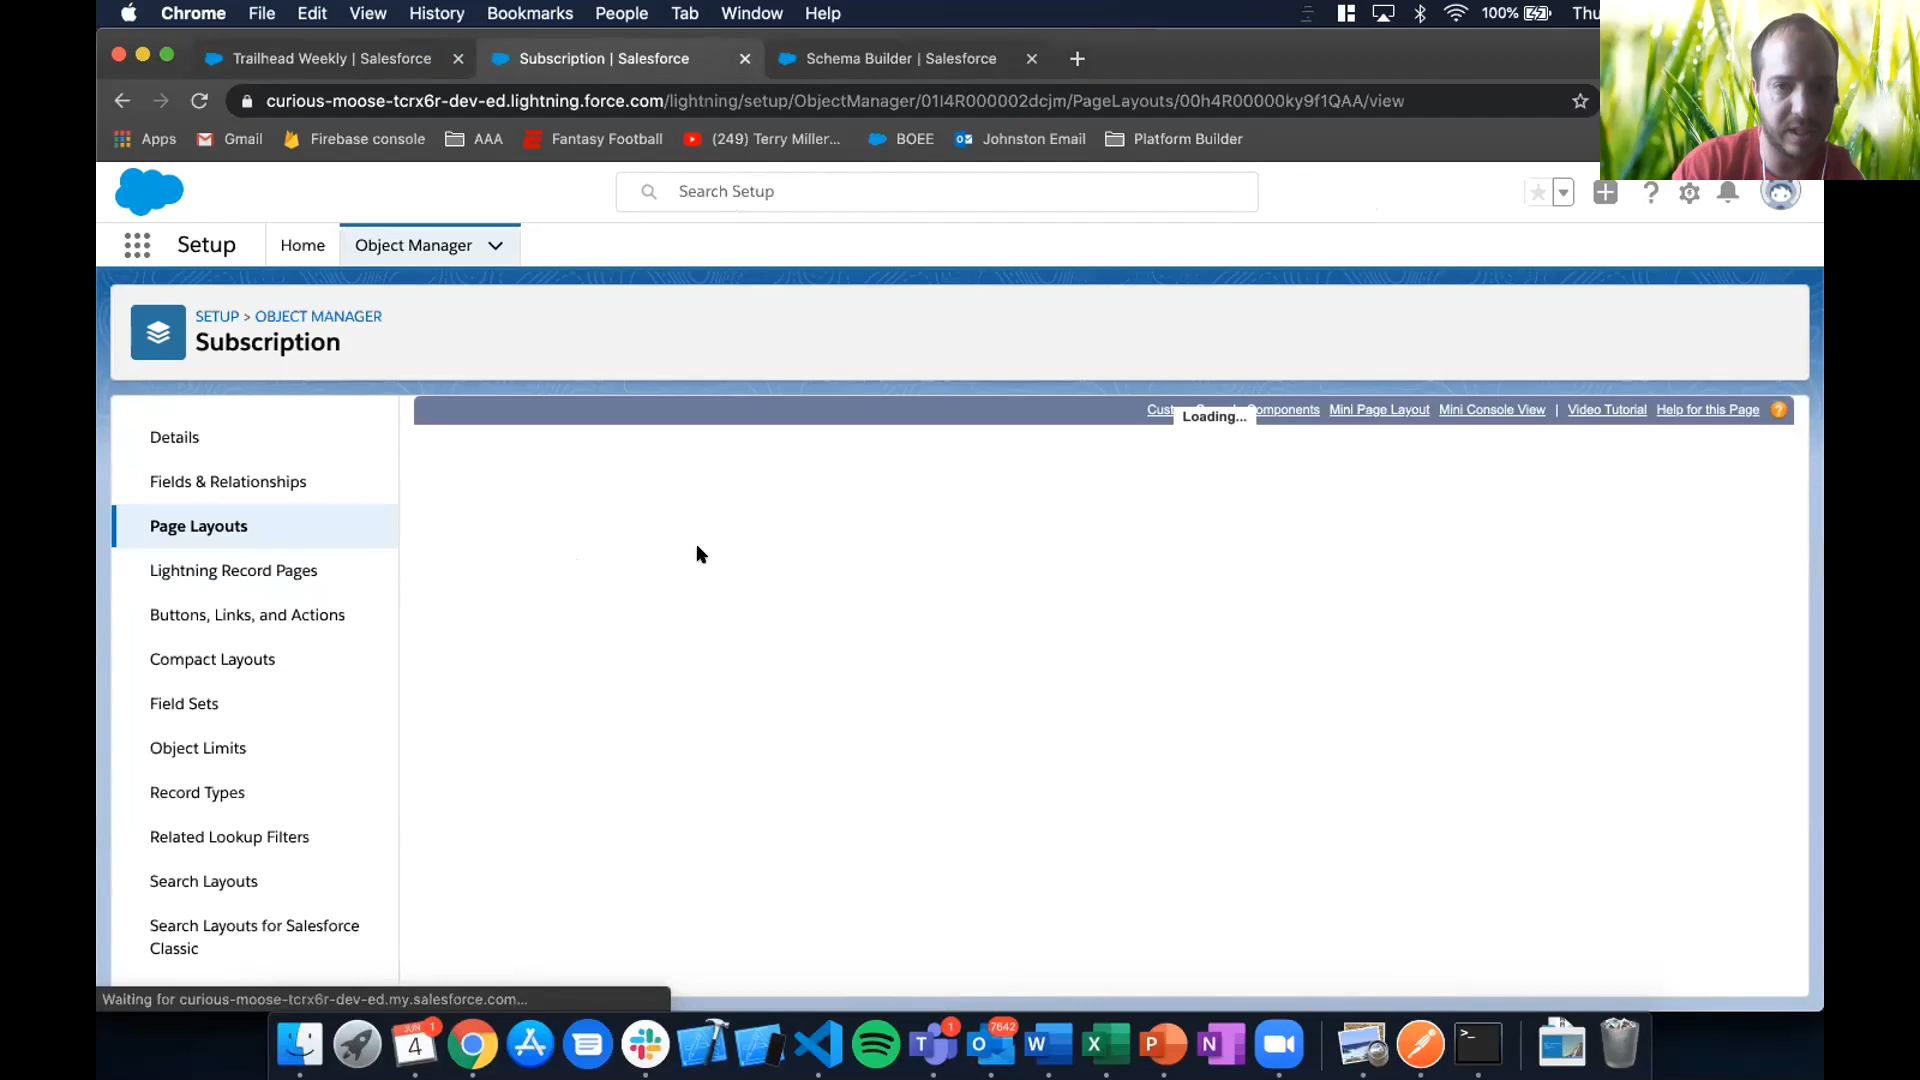 Chrome File Edit View History Bookmarks People Tab Window Help 100% Thu
Trailhead Weekly | Salesforce
Subscription | Salesforce
Schema Builder | Salesforce
curious-moose-tcrx6r-dev-ed.lightning.force.com/lightning/setup/ObjectManager/01I4R000002dcjm/PageLayouts/00h4R00000ky9f1QAA/view
Apps Gmail Firebase console AAA Fantasy Football (249) Terry Miller... BOEE Johnston Email Platform Builder
Search Setup
Setup Home Object Manager
SETUP > OBJECT MANAGER
Subscription
Mini Page Layout Mini Console View | Video Tutorial Help for this Page ?
Loading...
Details
Fields & Relationships
Page Layouts
Lightning Record Pages
Buttons, Links, and Actions
Compact Layouts
Field Sets
Object Limits
Record Types
Related Lookup Filters
Search Layouts
Search Layouts for Salesforce
Classic
Waiting for curious-moose-tcrx6r-dev-ed.my.salesforce.com...
JUN 4 1
1
7642
T O W X P N